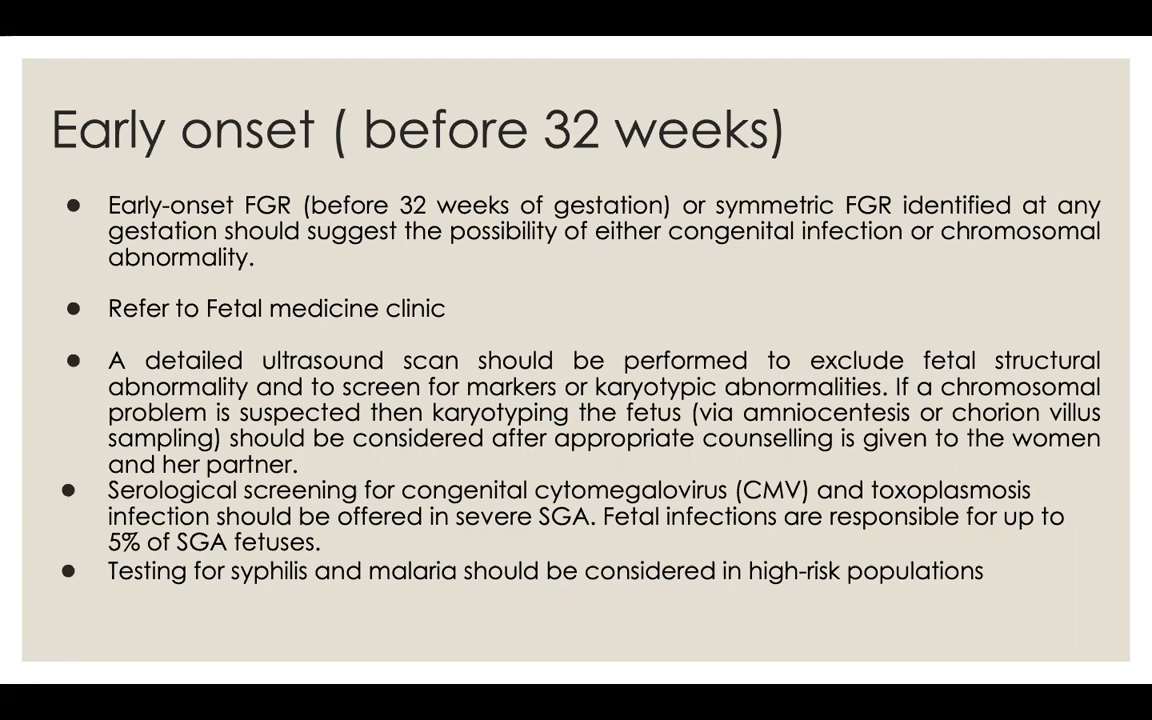 Early onset ( before 32 weeks)
● Early-onset FGR (before 32 weeks of gestation) or symmetric FGR identified at any
gestation should suggest the possibility of either congenital infection or chromosomal
abnormality.
● Refer to Fetal medicine clinic
● A detailed ultrasound scan should be performed to exclude fetal structural
abnormality and to screen for markers or karyotypic abnormalities. If a chromosomal
problem is suspected then karyotyping the fetus (via amniocentesis or chorion villus
sampling) should be considered after appropriate counselling is given to the women
and her partner.
● Serological screening for congenital cytomegalovirus (CMV) and toxoplasmosis
infection should be offered in severe SGA. Fetal infections are responsible for up to
5% of SGA fetuses.
● Testing for syphilis and malaria should be considered in high-risk populations